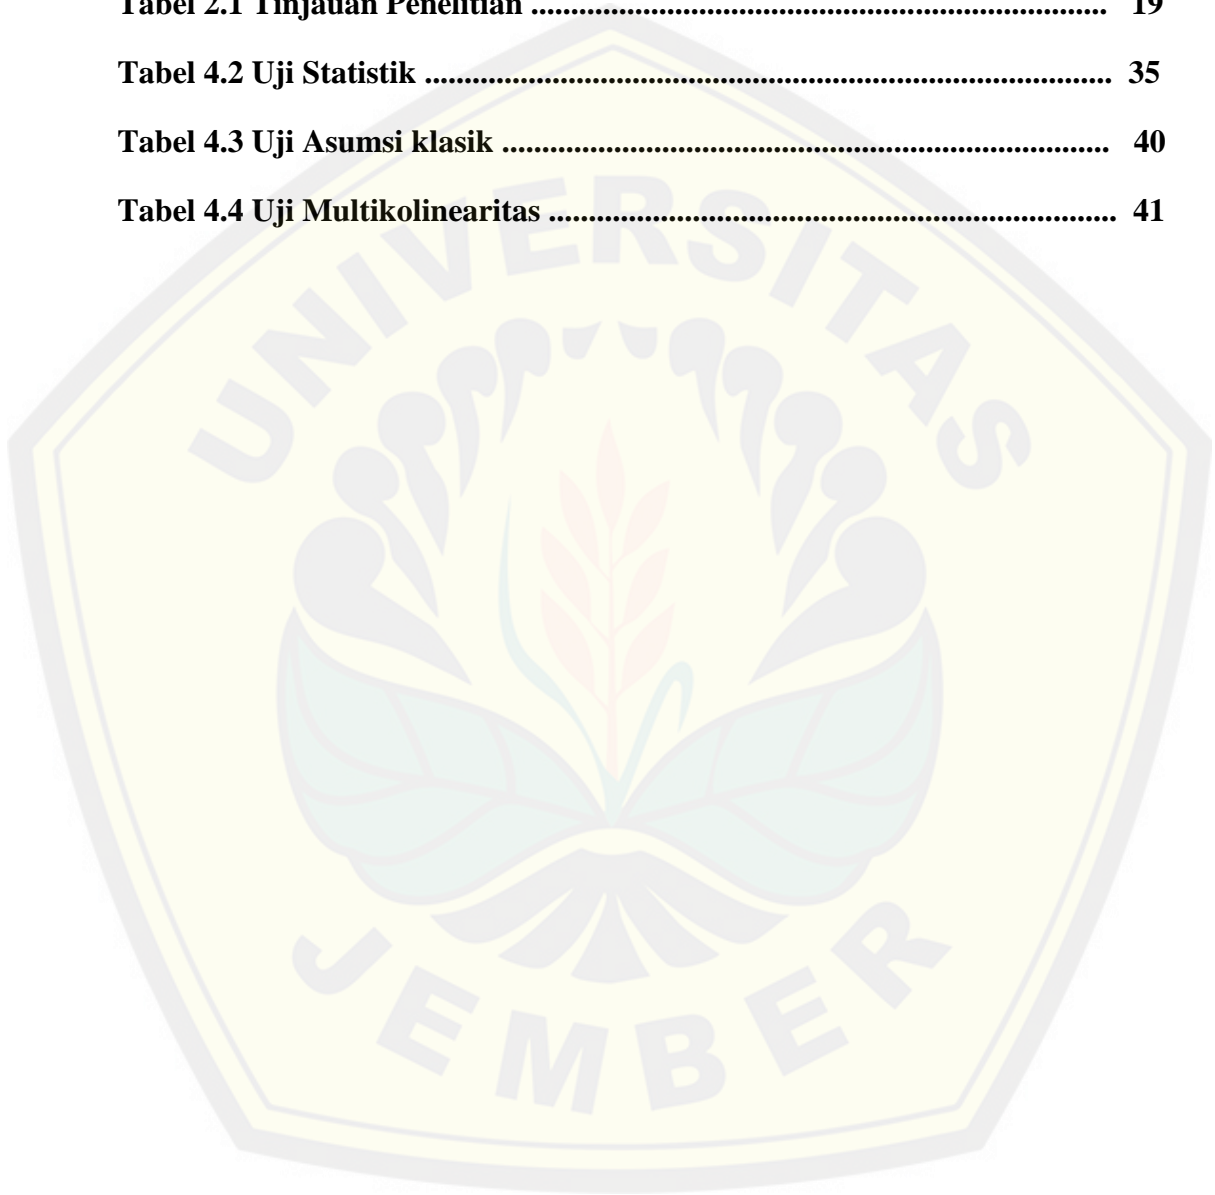 Tabel 2.1 Tinjauan Penelitian ........................................................................... 19
Tabel 4.2 Uji Statistik ......................................................................................... 35
Tabel 4.3 Uji Asumsi klasik ............................................................................... 40
Tabel 4.4 Uji Multikolinearitas .......................................................................... 41
UNIVERSITAS
JEMBER